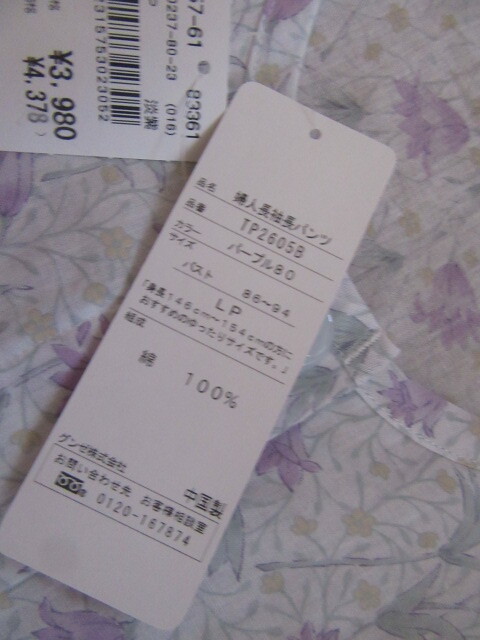 7-61
0237-80-23
83361
(016)
¥3,980
¥4,378)
品名 婦人長袖長パンツ
品番 TP2605B
カラー パープル80
サイズ
バスト 86～94
LP
「身長146cm～154cmの方に
おすすめのゆったりサイズです。」
組成
綿 100%
グンゼ株式会社
中国製
お問い合わせ先 お客様相談室
0120-167874